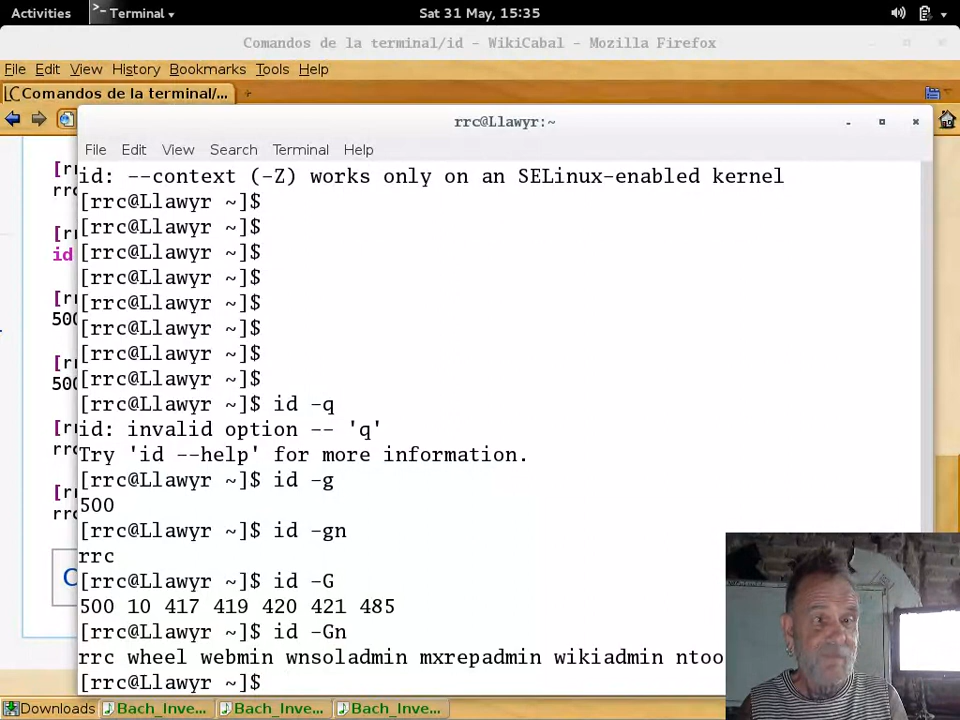 Activities Terminal Sat 31 May, 15:35
Comandos de la terminal/id - WikiCabal - Mozilla Firefox
File Edit View History Bookmarks Tools Help
Comandos de la terminal/...
rrc@Llawyr:~
File Edit View Search Terminal Help
id: --context (-Z) works only on an SELinux-enabled kernel
[rrc@Llawyr ~]$
[rrc@Llawyr ~]$
[rrc@Llawyr ~]$
[rrc@Llawyr ~]$
[rrc@Llawyr ~]$
[rrc@Llawyr ~]$
[rrc@Llawyr ~]$
[rrc@Llawyr ~]$
[rrc@Llawyr ~]$ id -q
id: invalid option -- 'q'
Try 'id --help' for more information.
[rrc@Llawyr ~]$ id -g
500
[rrc@Llawyr ~]$ id -gn
rrc
[rrc@Llawyr ~]$ id -G
500 10 417 419 420 421 485
[rrc@Llawyr ~]$ id -Gn
rrc wheel webmin wnsoladmin mxrepadmin wikiadmin ntoo
[rrc@Llawyr ~]$
id
Downloads Bach_Inve... Bach_Inve... Bach_Inve...